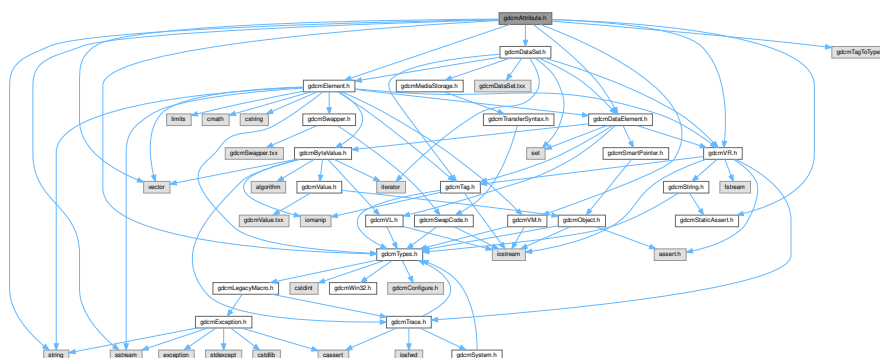 gdcmAttribute.h
gdcmDataSet.h
gdcmTagToType
gdcmElement.h
gdcmMediaStorage.h
gdcmDataSet.txx
limits
cmath
cstring
gdcmSwapper.h
gdcmTransferSyntax.h
gdcmDataElement.h
gdcmSwapper.txx
gdcmByteValue.h
set
gdcmSmartPointer.h
gdcmVR.h
vector
algorithm
gdcmValue.h
iterator
gdcmTag.h
gdcmString.h
fstream
gdcmValue.txx
iomanip
gdcmVL.h
gdcmSwapCode.h
gdcmVM.h
gdcmObject.h
gdcmStaticAssert.h
gdcmTypes.h
iostream
assert.h
gdcmLegacyMacro.h
cstdint
gdcmWin32.h
gdcmConfigure.h
gdcmException.h
gdcmTrace.h
string
sstream
exception
stdexcept
cstdlib
cassert
iosfwd
gdcmSystem.h